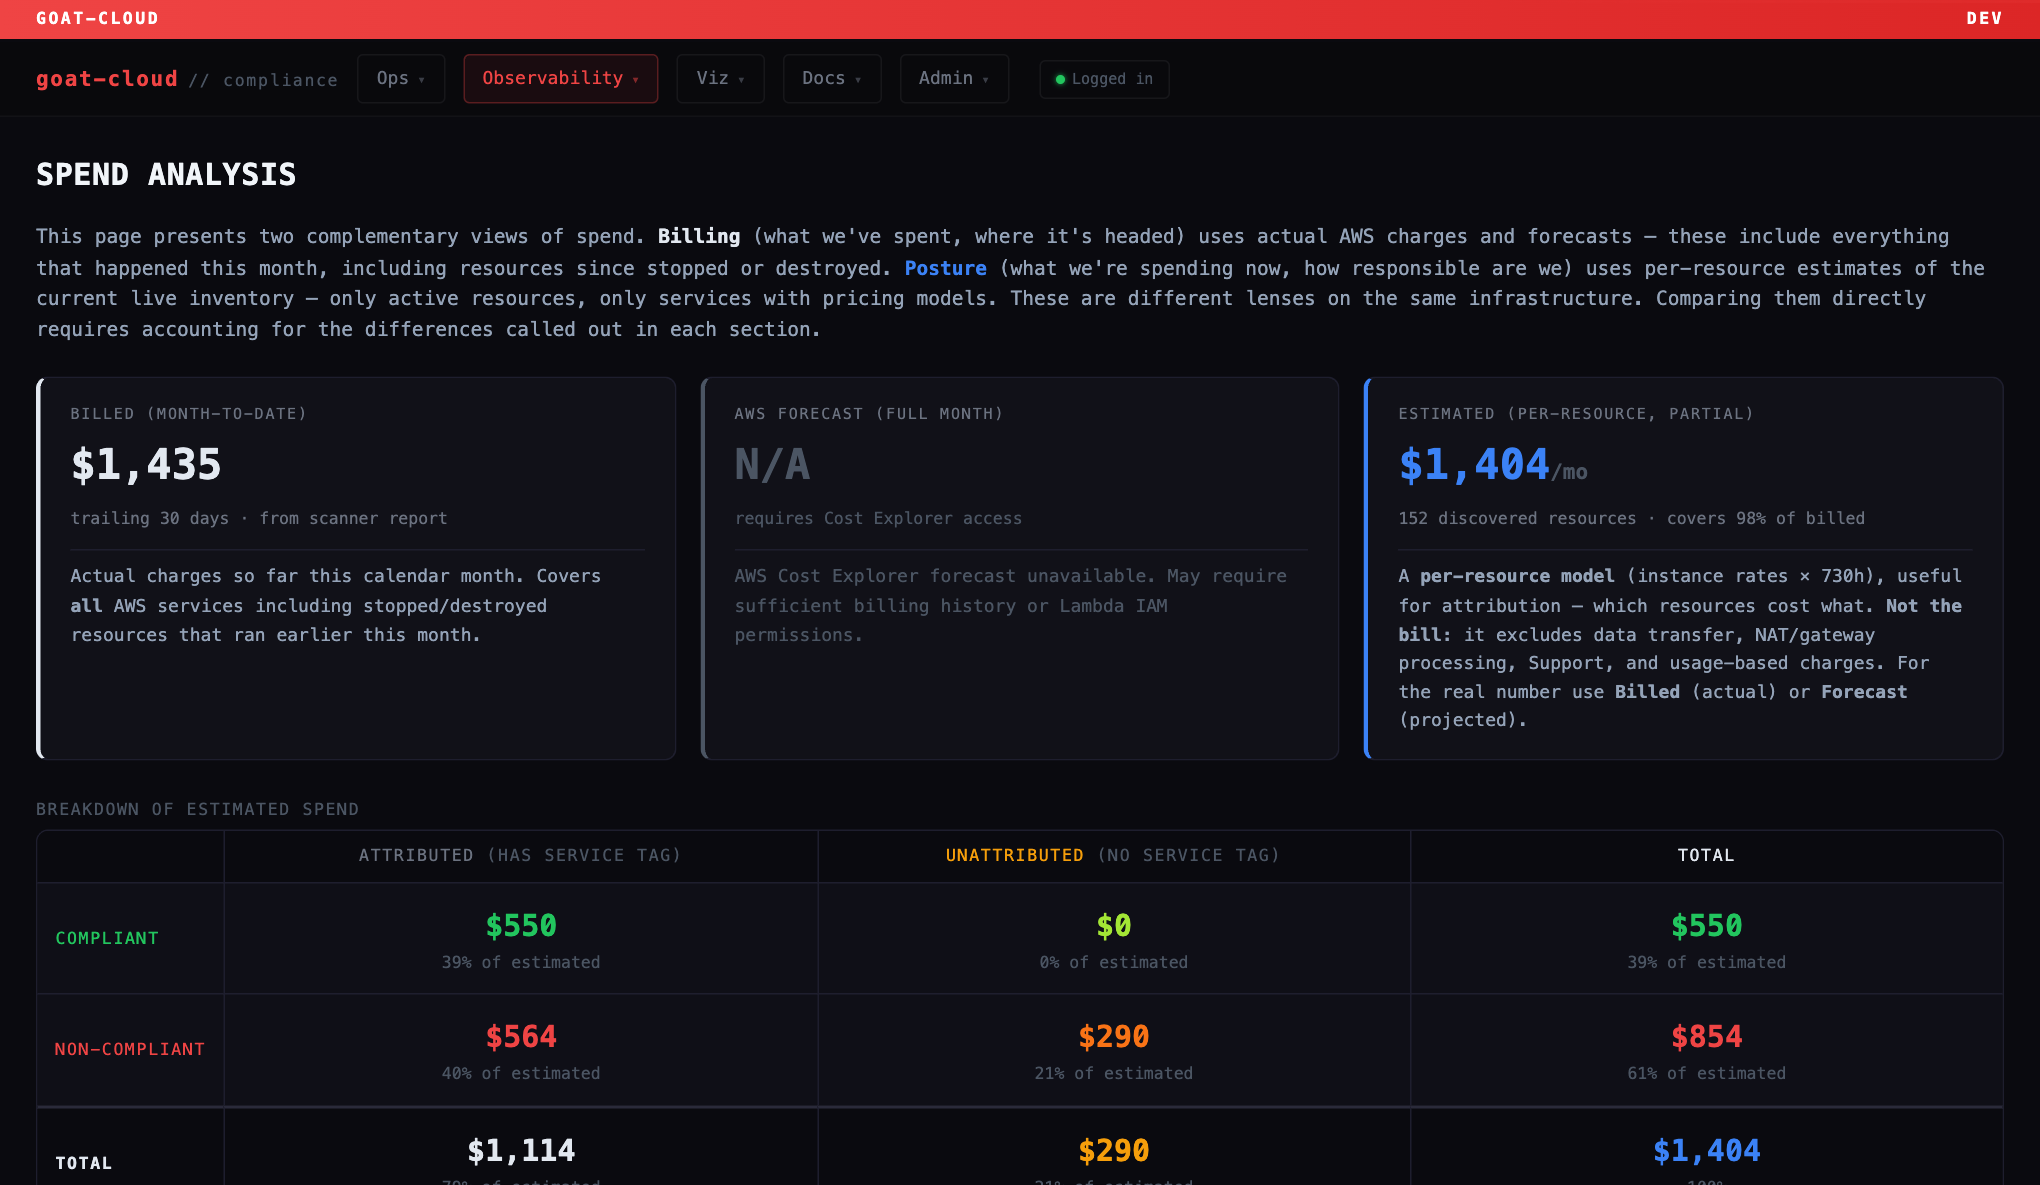 GOAT-CLOUD DEV
goat-cloud // compliance Ops ▾ Observability ▾ Viz ▾ Docs ▾ Admin ▾ Logged in
SPEND ANALYSIS
This page presents two complementary views of spend. Billing (what we've spent, where it's headed) uses actual AWS charges and forecasts — these include everything
that happened this month, including resources since stopped or destroyed. Posture (what we're spending now, how responsible are we) uses per-resource estimates of the
current live inventory — only active resources, only services with pricing models. These are different lenses on the same infrastructure. Comparing them directly
requires accounting for the differences called out in each section.
BILLED (MONTH-TO-DATE)
$1,435
trailing 30 days · from scanner report
Actual charges so far this calendar month. Covers
all AWS services including stopped/destroyed
resources that ran earlier this month.
AWS FORECAST (FULL MONTH)
N/A
requires Cost Explorer access
AWS Cost Explorer forecast unavailable. May require
sufficient billing history or Lambda IAM
permissions.
ESTIMATED (PER-RESOURCE, PARTIAL)
$1,404/mo
152 discovered resources · covers 98% of billed
A per-resource model (instance rates × 730h), useful
for attribution — which resources cost what. Not the
bill: it excludes data transfer, NAT/gateway
processing, Support, and usage-based charges. For
the real number use Billed (actual) or Forecast
(projected).
BREAKDOWN OF ESTIMATED SPEND
ATTRIBUTED (HAS SERVICE TAG) UNATTRIBUTED (NO SERVICE TAG) TOTAL
COMPLIANT $550 $0 $550
39% of estimated 0% of estimated 39% of estimated
NON-COMPLIANT $564 $290 $854
40% of estimated 21% of estimated 61% of estimated
TOTAL $1,114 $290 $1,404